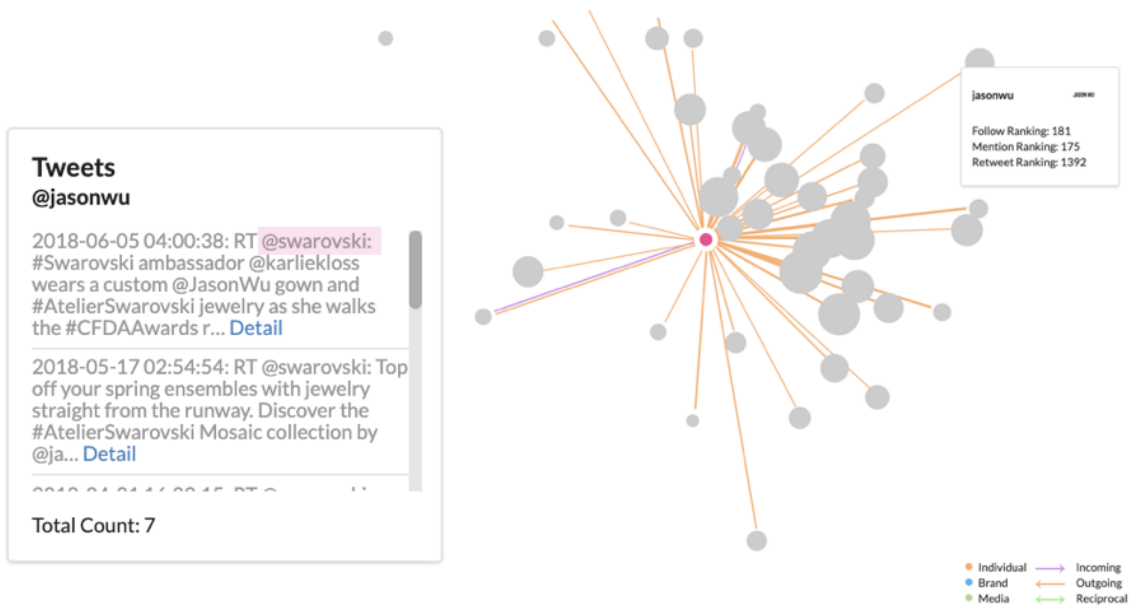 Tweets
@jasonwu
2018-06-05 04:00:38: RT @swarovski:
#Swarovski ambassador @karliekloss
wears a custom @JasonWu gown and
#AtelierSwarovski jewelry as she walks
the #CFDAAwards r... Detail
2018-05-17 02:54:54: RT @swarovski: Top
off your spring ensembles with jewelry
straight from the runway. Discover the
#AtelierSwarovski Mosaic collection by
@ja... Detail
Total Count: 7
jasonwu JASON WU
Follow Ranking: 181
Mention Ranking: 175
Retweet Ranking: 1392
Individual Incoming
Brand Outgoing
Media Reciprocal